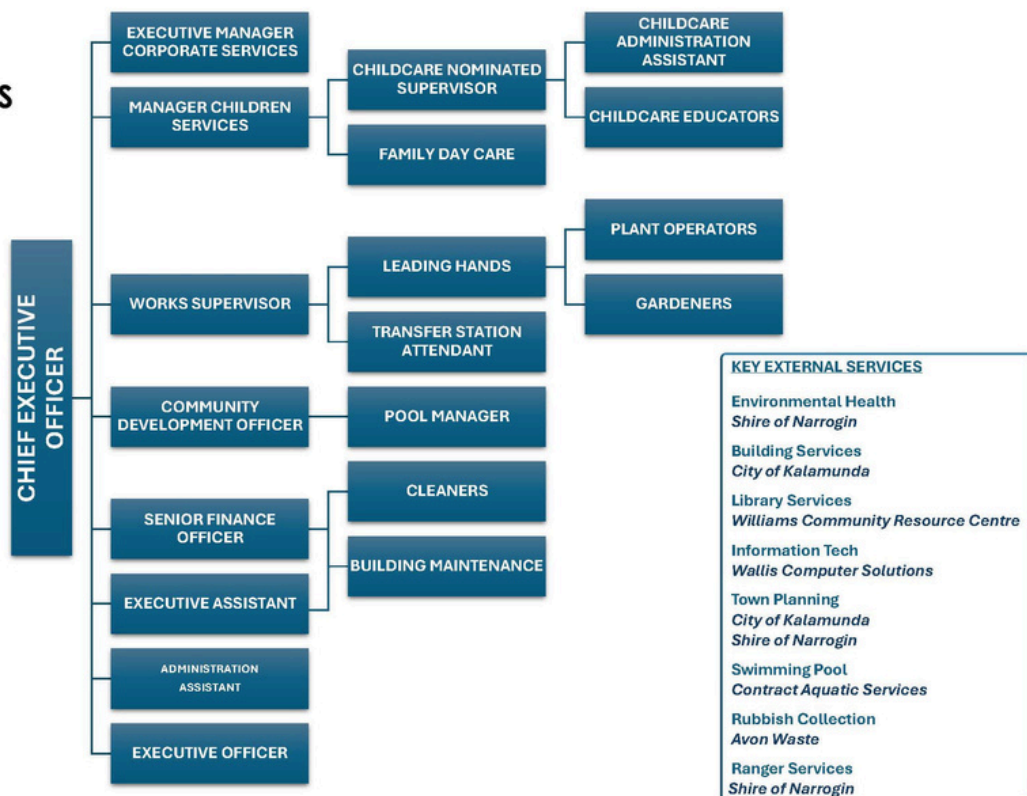 S
CHIEF EXECUTIVE
OFFICER
EXECUTIVE MANAGER
CORPORATE SERVICES
MANAGER CHILDREN
SERVICES
CHILDCARE NOMINATED
SUPERVISOR
CHILDCARE
ADMINISTRATION
ASSISTANT
CHILDCARE EDUCATORS
FAMILY DAY CARE
WORKS SUPERVISOR
LEADING HANDS
PLANT OPERATORS
GARDENERS
TRANSFER STATION
ATTENDANT
COMMUNITY
DEVELOPMENT OFFICER
POOL MANAGER
SENIOR FINANCE
OFFICER
CLEANERS
BUILDING MAINTENANCE
EXECUTIVE ASSISTANT
ADMINISTRATION
ASSISTANT
EXECUTIVE OFFICER
KEY EXTERNAL SERVICES
Environmental Health
Shire of Narrogin
Building Services
City of Kalamunda
Library Services
Williams Community Resource Centre
Information Tech
Wallis Computer Solutions
Town Planning
City of Kalamunda
Shire of Narrogin
Swimming Pool
Contract Aquatic Services
Rubbish Collection
Avon Waste
Ranger Services
Shire of Narrogin